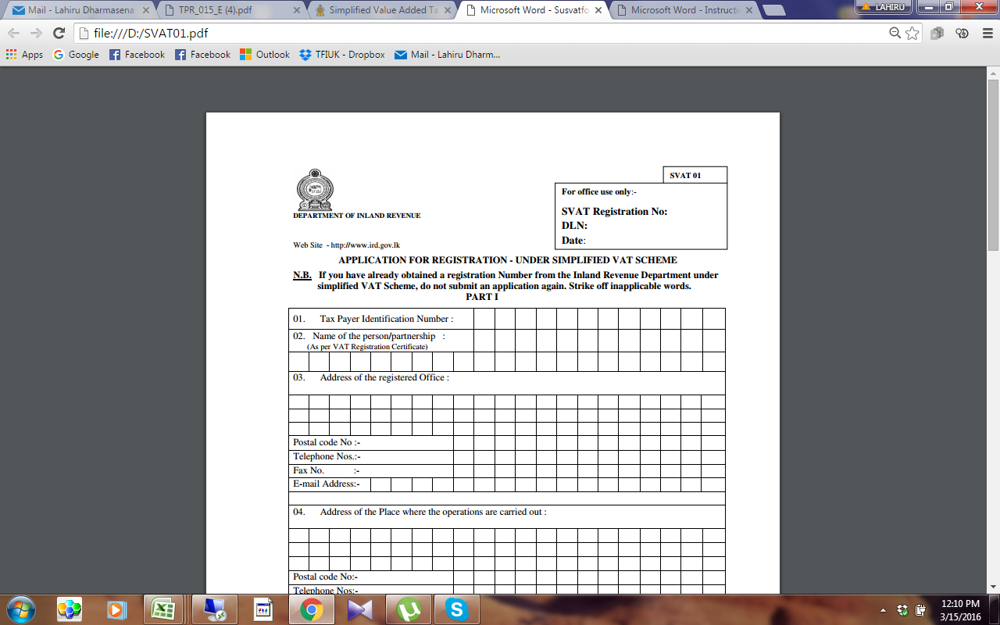 Mail - Lahiru Dharmasena
TPR_015_E (4).pdf
Simplified Value Added Ta
Microsoft Word - Susvatfo
Microsoft Word - Instructi
LAHIRU
file:///D:/SVAT01.pdf
Apps
Google
Facebook
Facebook
Outlook
TFIUK - Dropbox
Mail - Lahiru Dharm...
SVAT 01
For office use only:-
SVAT Registration No:
DLN:
Date:
DEPARTMENT OF INLAND REVENUE
Web Site - http://www.ird.gov.lk
APPLICATION FOR REGISTRATION - UNDER SIMPLIFIED VAT SCHEME
N.B. If you have already obtained a registration Number from the Inland Revenue Department under
simplified VAT Scheme, do not submit an application again. Strike off inapplicable words.
PART I
01. Tax Payer Identification Number :
02. Name of the person/partnership :
(As per VAT Registration Certificate)
03. Address of the registered Office :
Postal code No :-
Telephone Nos.:-
Fax No. :-
E-mail Address:-
04. Address of the Place where the operations are carried out :
Postal code No:-
Telephone Nos:-
12:10 PM
3/15/2016